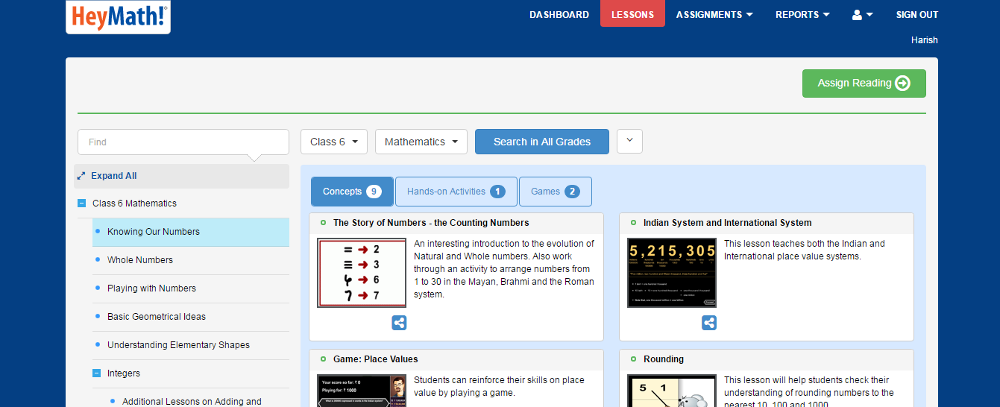 HeyMath!
DASHBOARD
LESSONS
ASSIGNMENTS
REPORTS
SIGN OUT
Harish
Assign Reading
Find
Class 6
Mathematics
Search in All Grades
Expand All
Class 6 Mathematics
Knowing Our Numbers
Whole Numbers
Playing with Numbers
Basic Geometrical Ideas
Understanding Elementary Shapes
Integers
Additional Lessons on Adding and
Concepts 9
Hands-on Activities 1
Games 2
The Story of Numbers - the Counting Numbers
= → 2
≡ → 3
→ 6
→ 7
An interesting introduction to the evolution of
Natural and Whole numbers. Also work
through an activity to arrange numbers from
1 to 30 in the Mayan, Brahmi and the Roman
system.
Indian System and International System
5,215,305
This lesson teaches both the Indian and
International place value systems.
Game: Place Values
Your score so far: ₹ 0
Playing for: ₹ 1000
Students can reinforce their skills on place
value by playing a game.
Rounding
5 1
This lesson will help students check their
understanding of rounding numbers to the
nearest 10, 100 and 1000.